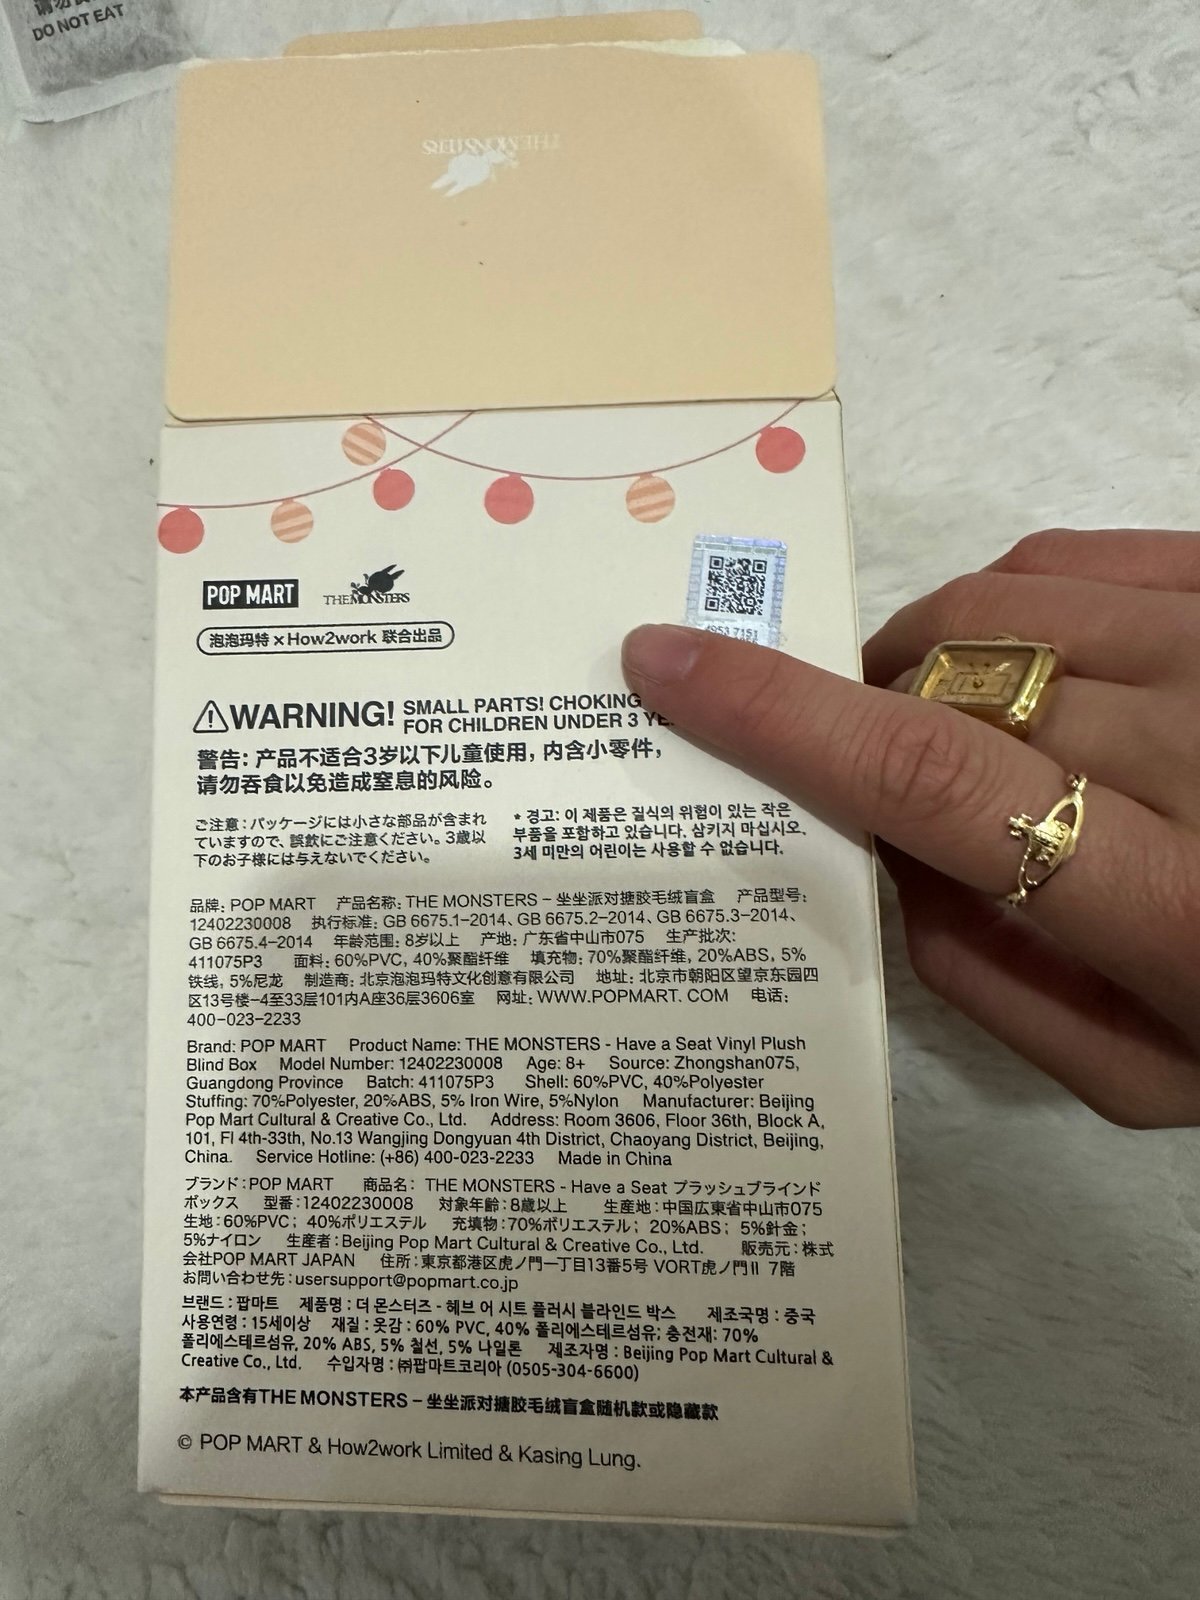 请勿食
DO NOT EAT
THE MONSTERS
POP MART
THE MONSTERS
泡泡玛特 × How2work 联合出品
4953 7151
WARNING! SMALL PARTS! CHOKING
FOR CHILDREN UNDER 3 YE
警告: 产品不适合3岁以下儿童使用, 内含小零件,
请勿吞食以免造成窒息的风险。
ご注意：パッケージには小さな部品が含まれ
ていますので、誤飲にご注意ください。3歳以
下のお子様には与えないでください。
* 경고: 이 제품은 질식의 위험이 있는 작은
부품을 포함하고 있습니다. 삼키지 마십시오.
3세 미만의 어린이는 사용할 수 없습니다.
品牌: POP MART 产品名称: THE MONSTERS – 坐坐派对搪胶毛绒盲盒 产品型号:
12402230008 执行标准: GB 6675.1–2014、GB 6675.2–2014、GB 6675.3–2014、
GB 6675.4–2014 年龄范围: 8岁以上 产地: 广东省中山市075 生产批次:
411075P3 面料: 60%PVC, 40%聚酯纤维 填充物: 70%聚酯纤维, 20%ABS, 5%
铁线, 5%尼龙 制造商: 北京泡泡玛特文化创意有限公司 地址: 北京市朝阳区望京东园四
区13号楼–4至33层101内A座36层3606室 网址: WWW.POPMART. COM 电话:
400–023–2233
Brand: POP MART Product Name: THE MONSTERS - Have a Seat Vinyl Plush
Blind Box Model Number: 12402230008 Age: 8+ Source: Zhongshan075,
Guangdong Province Batch: 411075P3 Shell: 60%PVC, 40%Polyester
Stuffing: 70%Polyester, 20%ABS, 5% Iron Wire, 5%Nylon Manufacturer: Beijing
Pop Mart Cultural & Creative Co., Ltd. Address: Room 3606, Floor 36th, Block A,
101, Fl 4th-33th, No.13 Wangjing Dongyuan 4th District, Chaoyang District, Beijing,
China. Service Hotline: (+86) 400-023-2233 Made in China
ブランド：POP MART 商品名： THE MONSTERS - Have a Seat プラッシュブラインド
ボックス 型番：12402230008 対象年齢：8歳以上 生産地：中国広東省中山市075
生地：60%PVC； 40%ポリエステル 充填物：70%ポリエステル； 20%ABS； 5%針金；
5%ナイロン 生産者：Beijing Pop Mart Cultural & Creative Co., Ltd. 販売元：株式
会社POP MART JAPAN 住所：東京都港区虎ノ門一丁目13番5号 VORT虎ノ門Ⅱ 7階
お問い合わせ先：usersupport@popmart.co.jp
브랜드 : 팝마트 제품명 : 더 몬스터즈 - 헤브 어 시트 플러시 블라인드 박스 제조국명 : 중국
사용연령 : 15세이상 재질 : 옷감 : 60% PVC, 40% 폴리에스테르섬유; 충전재: 70%
폴리에스테르섬유, 20% ABS, 5% 철선, 5% 나일론 제조자명 : Beijing Pop Mart Cultural &
Creative Co., Ltd. 수입자명 : ㈜팝마트코리아 (0505-304-6600)
本产品含有THE MONSTERS – 坐坐派对搪胶毛绒盲盒随机款或隐藏款
© POP MART & How2work Limited & Kasing Lung.